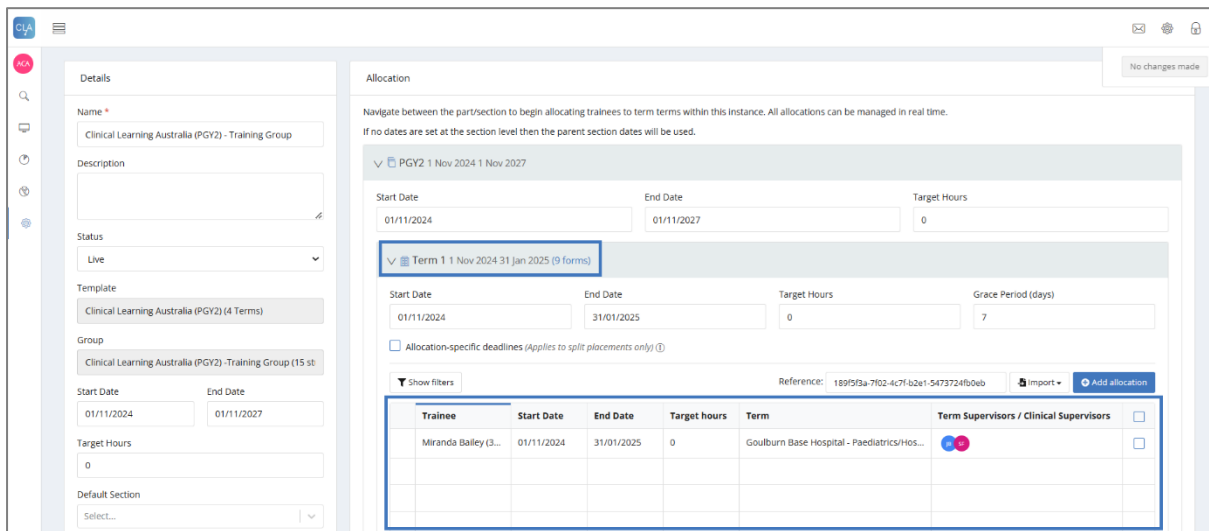 CLA
No changes made
ACA
Details
Name *
Clinical Learning Australia (PGY2) - Training Group
Description
Status
Live
Template
Clinical Learning Australia (PGY2) (4 Terms)
Group
Clinical Learning Australia (PGY2) -Training Group (15 st
Start Date End Date
01/11/2024 01/11/2027
Target Hours
0
Default Section
Select...
Allocation
Navigate between the part/section to begin allocating trainees to term terms within this instance. All allocations can be managed in real time.
If no dates are set at the section level then the parent section dates will be used.
PGY2 1 Nov 2024 1 Nov 2027
Start Date End Date Target Hours
01/11/2024 01/11/2027 0
Term 1 1 Nov 2024 31 Jan 2025 (9 forms)
Start Date End Date Target Hours Grace Period (days)
01/11/2024 31/01/2025 0 7
Allocation-specific deadlines (Applies to split placements only)
Show filters Reference: 189f5f3a-7f02-4c7f-b2e1-5473724fb0eb Import Add allocation
Trainee Start Date End Date Target hours Term Term Supervisors / Clinical Supervisors
Miranda Bailey (3... 01/11/2024 31/01/2025 0 Goulburn Base Hospital - Paediatrics/Hos...